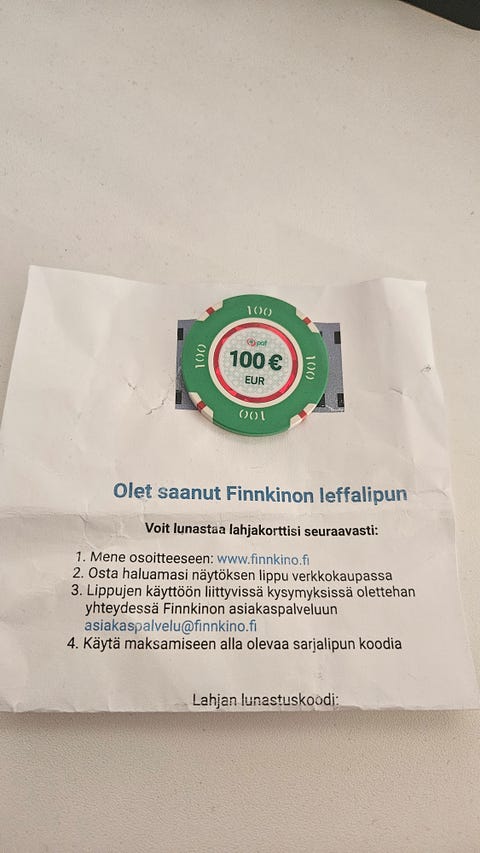 100
100
paf
100 €
EUR
100
100
Olet saanut Finnkinon leffalipun
Voit lunastaa lahjakorttisi seuraavasti:
1. Mene osoitteeseen: www.finnkino.fi
2. Osta haluamasi näytöksen lippu verkkokaupassa
3. Lippujen käyttöön liittyvissä kysymyksissä olettehan
yhteydessä Finnkinon asiakaspalveluun
asiakaspalvelu@finnkino.fi
4. Käytä maksamiseen alla olevaa sarjalipun koodia
Lahjan lunastuskoodi: